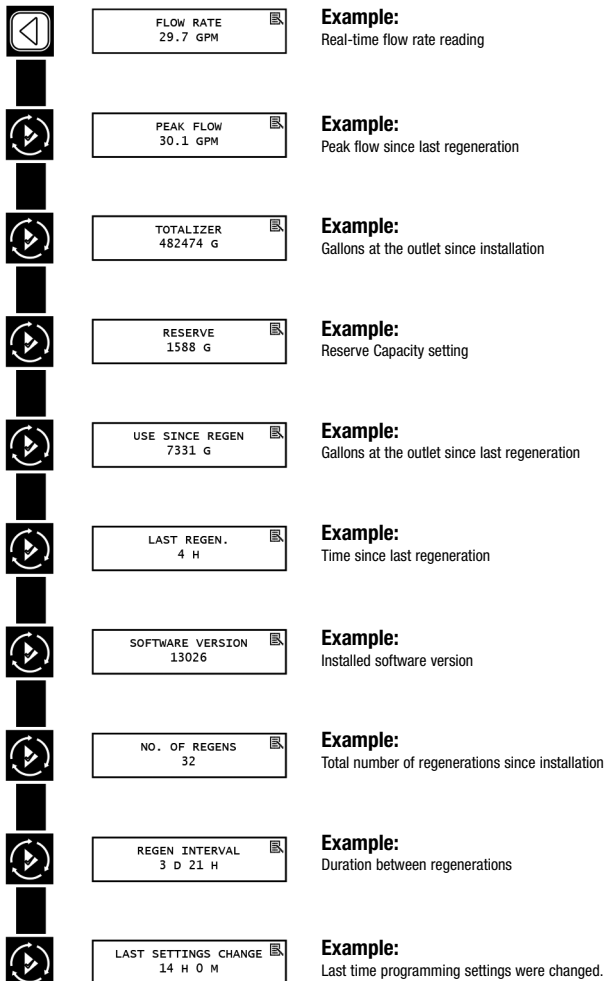 FLOW RATE
29.7 GPM
Example:
Real-time flow rate reading
PEAK FLOW
30.1 GPM
Example:
Peak flow since last regeneration
TOTALIZER
482474 G
Example:
Gallons at the outlet since installation
RESERVE
1588 G
Example:
Reserve Capacity setting
USE SINCE REGEN
7331 G
Example:
Gallons at the outlet since last regeneration
LAST REGEN.
4 H
Example:
Time since last regeneration
SOFTWARE VERSION
13026
Example:
Installed software version
NO. OF REGENS
32
Example:
Total number of regenerations since installation
REGEN INTERVAL
3 D 21 H
Example:
Duration between regenerations
LAST SETTINGS CHANGE
14 H 0 M
Example:
Last time programming settings were changed.